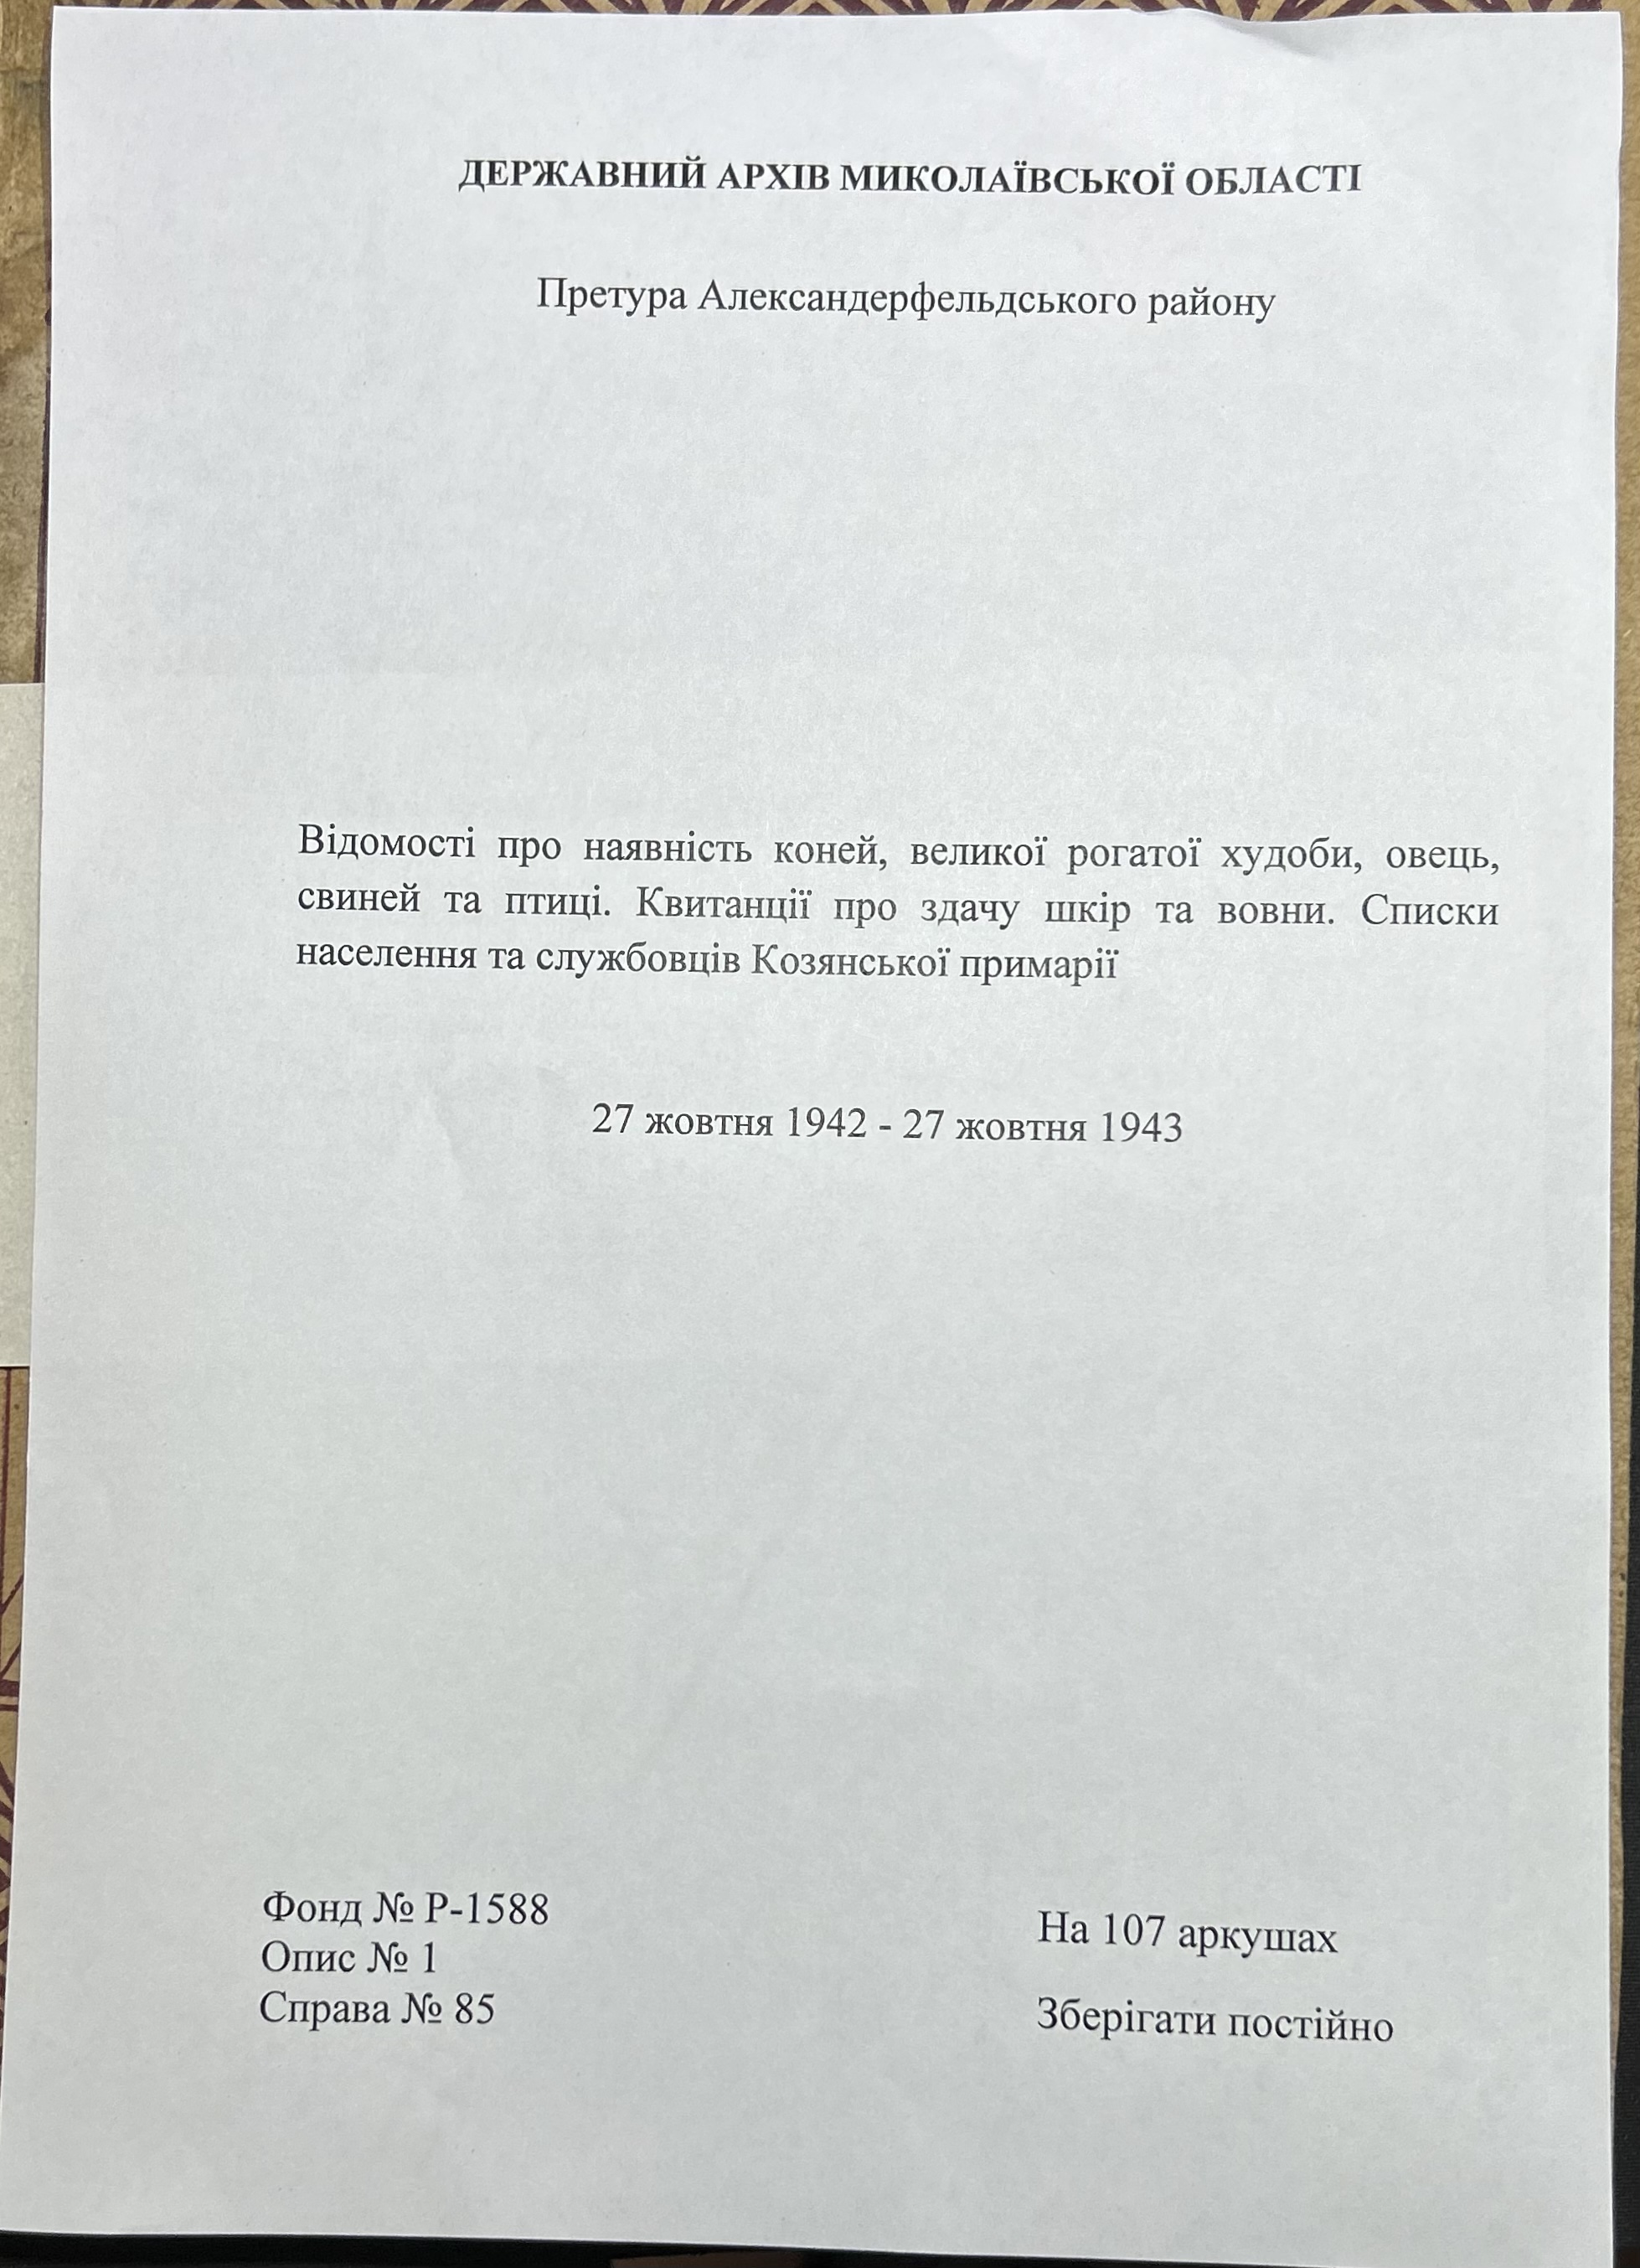 ДЕРЖАВНИЙ АРХІВ МИКОЛАЇВСЬКОЇ ОБЛАСТІ
Претура Александерфельдського району
Відомості про наявність коней, великої рогатої худоби, овець,
свиней та птиці. Квитанції про здачу шкір та вовни. Списки
населення та службовців Козянської примарії
27 жовтня 1942 - 27 жовтня 1943
Фонд № Р-1588
Опис № 1
Справа № 85
На 107 аркушах
Зберігати постійно